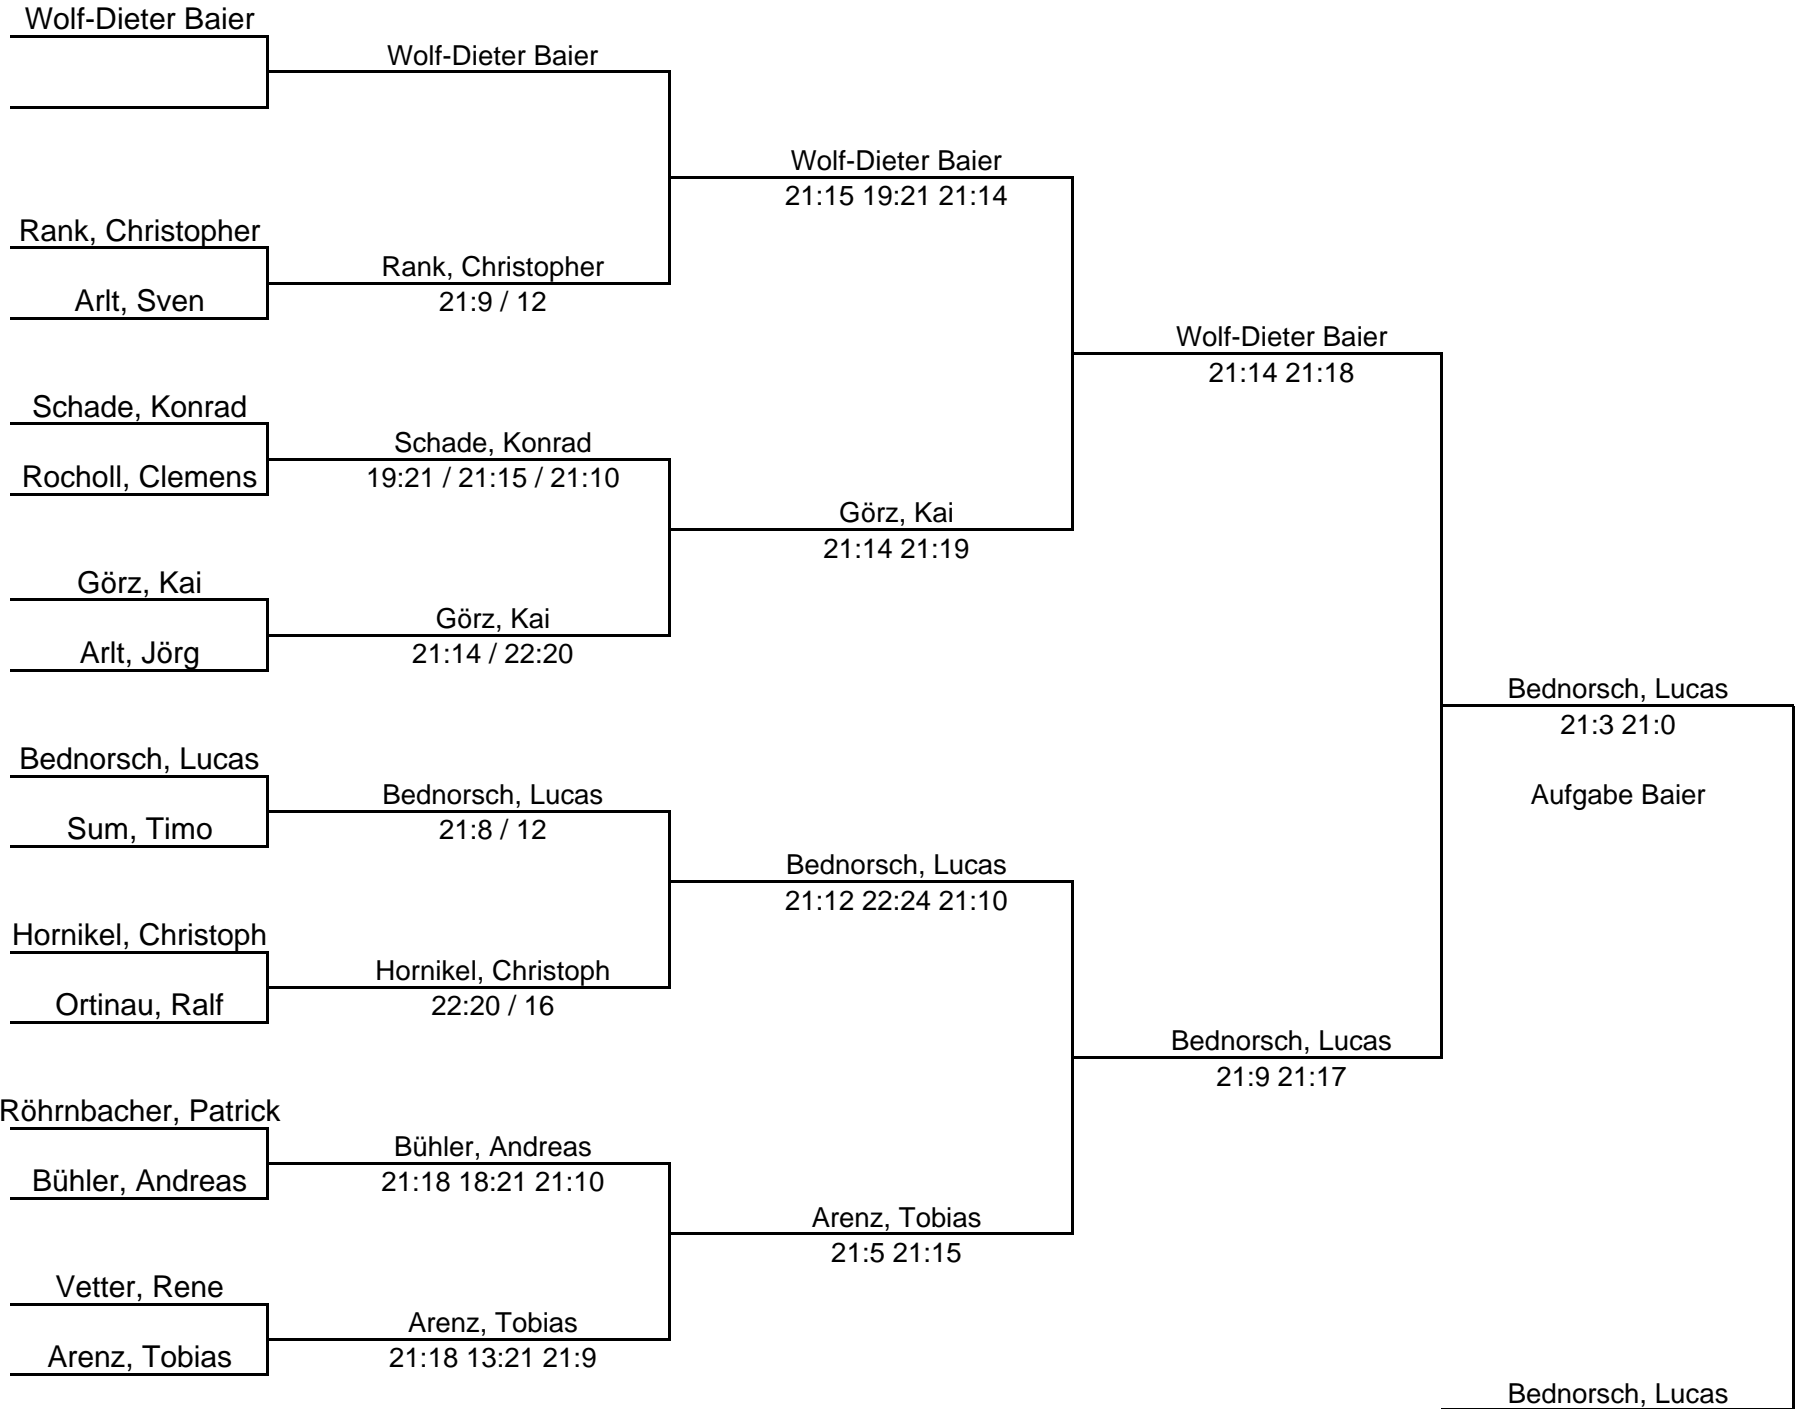 Wolf-Dieter Baier
Wolf-Dieter Baier
Wolf-Dieter Baier
21:15 19:21 21:14
Rank, Christopher
Rank, Christopher
Arlt, Sven
21:9 / 12
Wolf-Dieter Baier
21:14 21:18
Schade, Konrad
Schade, Konrad
Rocholl, Clemens
19:21 / 21:15 / 21:10
Görz, Kai
21:14 21:19
Görz, Kai
Görz, Kai
Arlt, Jörg
21:14 / 22:20
Bednorsch, Lucas
21:3 21:0
Bednorsch, Lucas
Bednorsch, Lucas
Aufgabe Baier
Sum, Timo
21:8 / 12
Bednorsch, Lucas
21:12 22:24 21:10
Hornikel, Christoph
Hornikel, Christoph
Ortinau, Ralf
22:20 / 16
Bednorsch, Lucas
21:9 21:17
Röhrnbacher, Patrick
Bühler, Andreas
Bühler, Andreas
21:18 18:21 21:10
Arenz, Tobias
21:5 21:15
Vetter, Rene
Arenz, Tobias
Arenz, Tobias
21:18 13:21 21:9
Bednorsch, Lucas